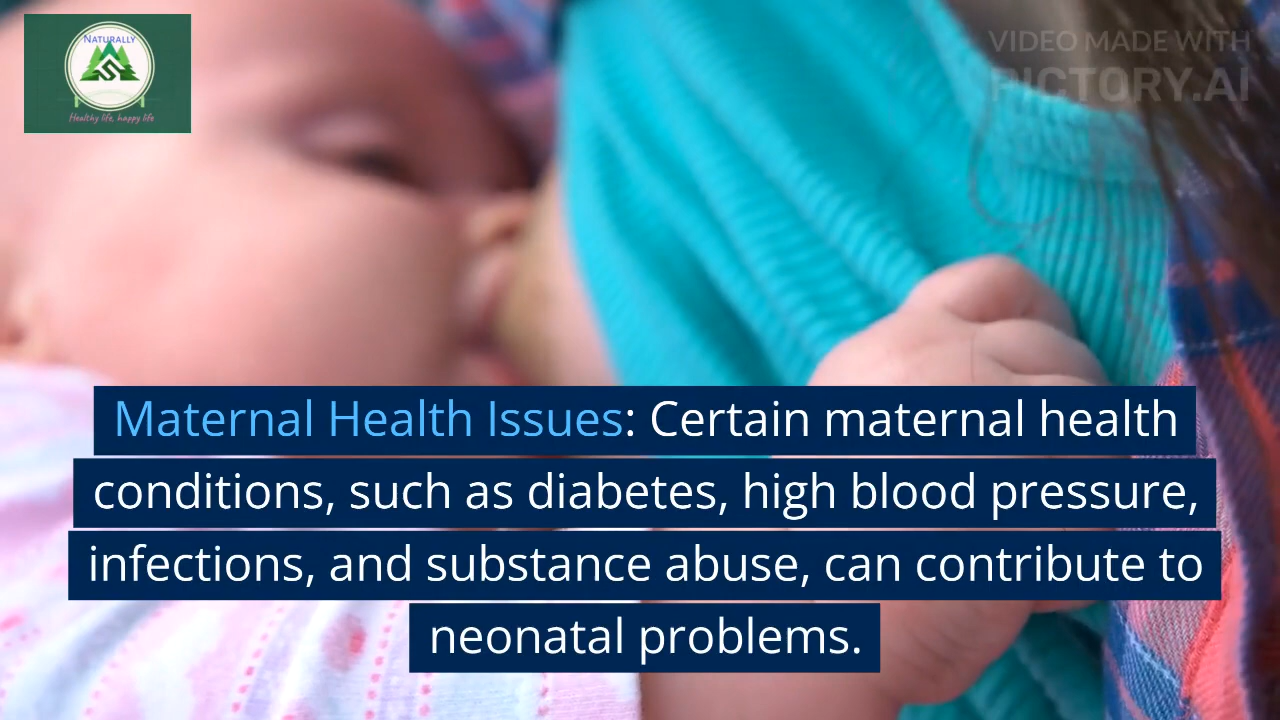 NATURALLY
Healthy life, happy life
VIDEO MADE WITH
PICTORY.AI
Maternal Health Issues: Certain maternal health
conditions, such as diabetes, high blood pressure,
infections, and substance abuse, can contribute to
neonatal problems.